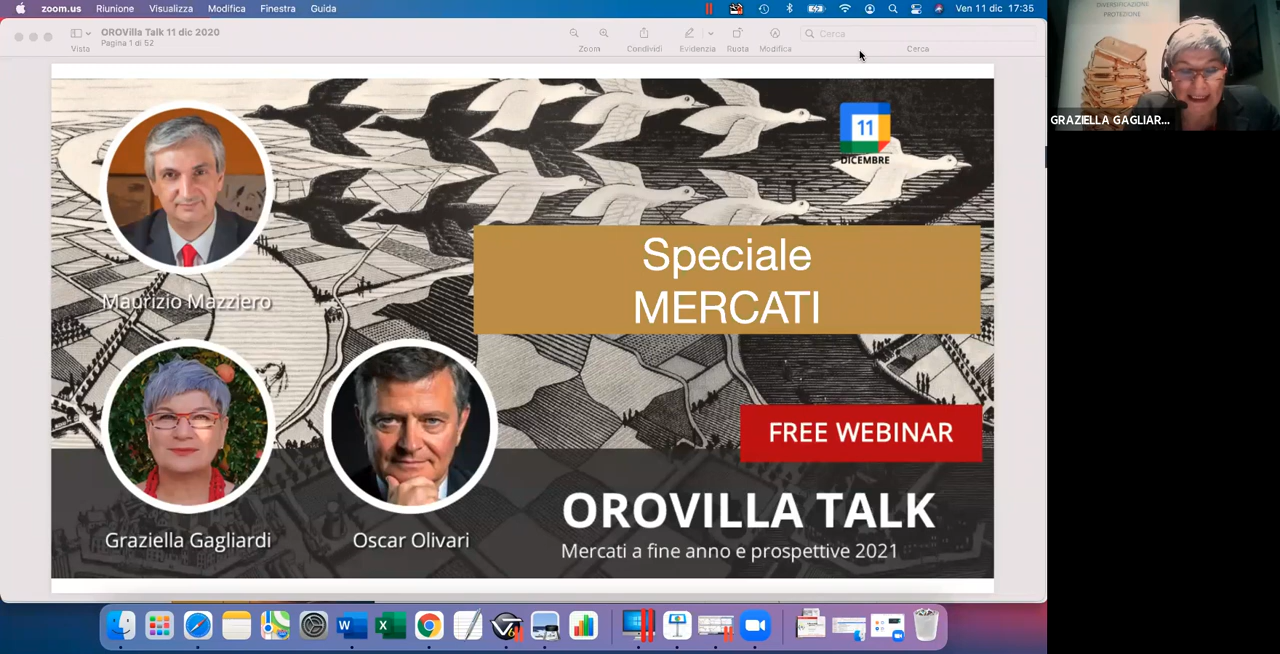 zoom.us Riunione Visualizza Modifica Finestra Guida
Ven 11 dic 17:35
OROVilla Talk 11 dic 2020
Pagina 1 di 52
Cerca
Vista
Zoom
Condividi
Evidenzia
Ruota
Modifica
Cerca
DIVERSIFICAZIONE
PROTEZIONE
GRAZIELLA GAGLIAR...
11
DICEMBRE
Speciale
MERCATI
Maurizio Mazziero
FREE WEBINAR
OROVILLA TALK
Mercati a fine anno e prospettive 2021
Graziella Gagliardi
Oscar Olivari